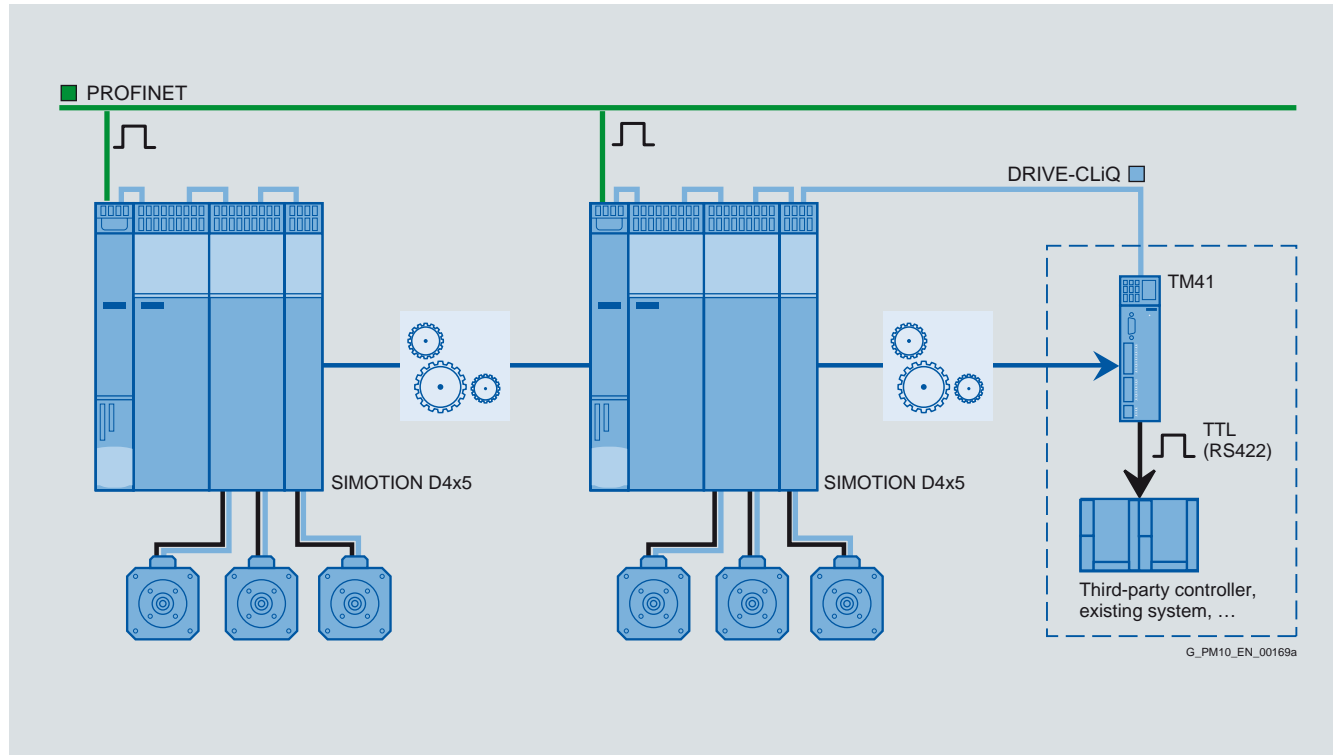 PROFINET
DRIVE-CLiQ
TM41
TTL
(RS422)
SIMOTION D4x5
SIMOTION D4x5
Third-party controller,
existing system, …
G_PM10_EN_00169a